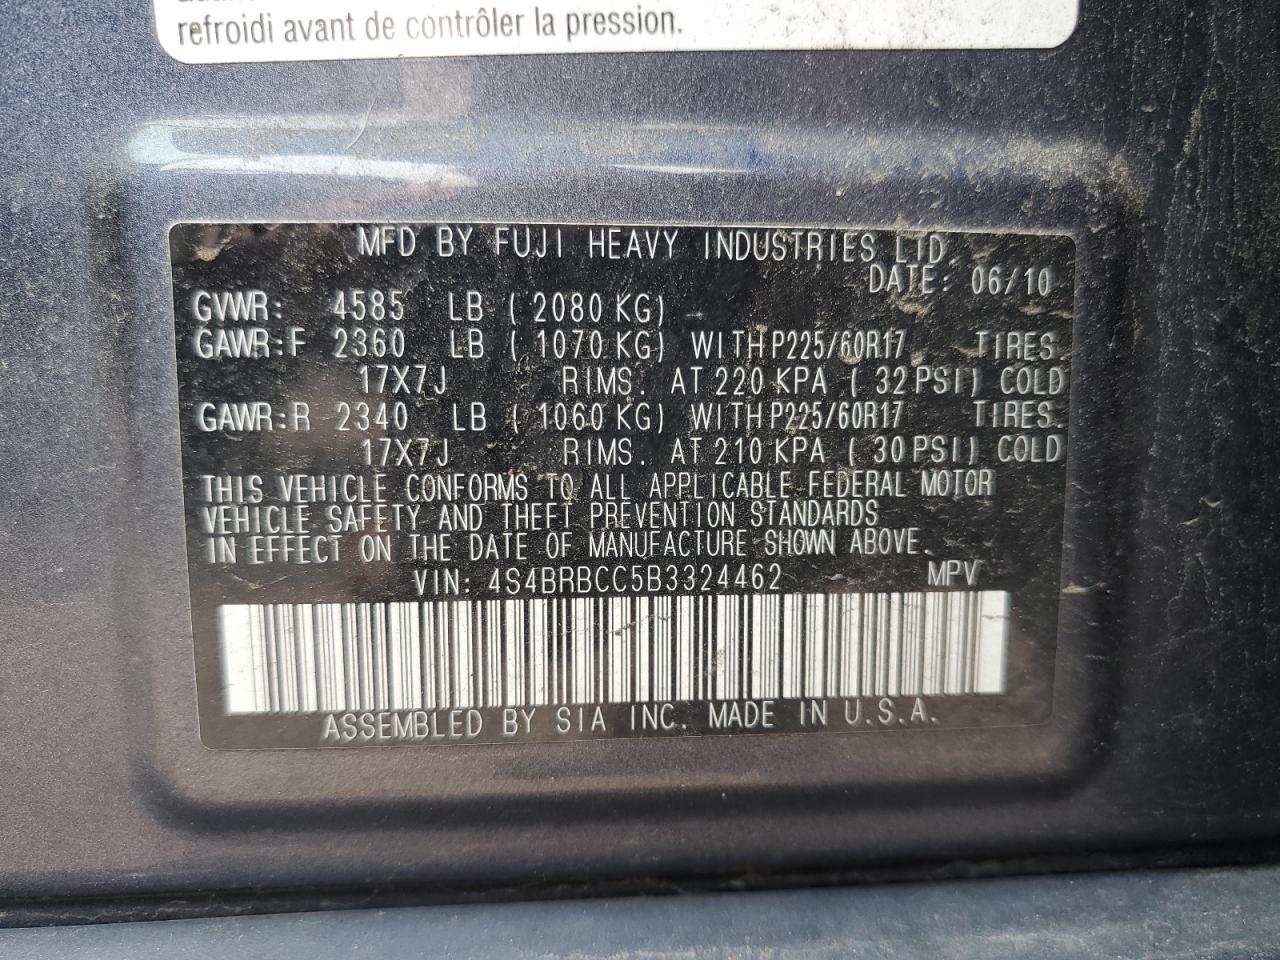 refroidi avant de contrôler la pression.
MFD BY FUJI HEAVY INDUSTRIES LTD.
DATE: 06/10
GVWR: 4585 LB ( 2080 KG)
GAWR:F 2360 LB ( 1070 KG) WITH P225/60R17 TIRES.
17X7J RIMS. AT 220 KPA ( 32 PSI) COLD
GAWR:R 2340 LB ( 1060 KG) WITH P225/60R17 TIRES.
17X7J RIMS. AT 210 KPA ( 30 PSI) COLD
THIS VEHICLE CONFORMS TO ALL APPLICABLE FEDERAL MOTOR
VEHICLE SAFETY AND THEFT PREVENTION STANDARDS
IN EFFECT ON THE DATE OF MANUFACTURE SHOWN ABOVE.
VIN: 4S4BRBCC5B3324462 MPV
ASSEMBLED BY SIA INC. MADE IN U.S.A.